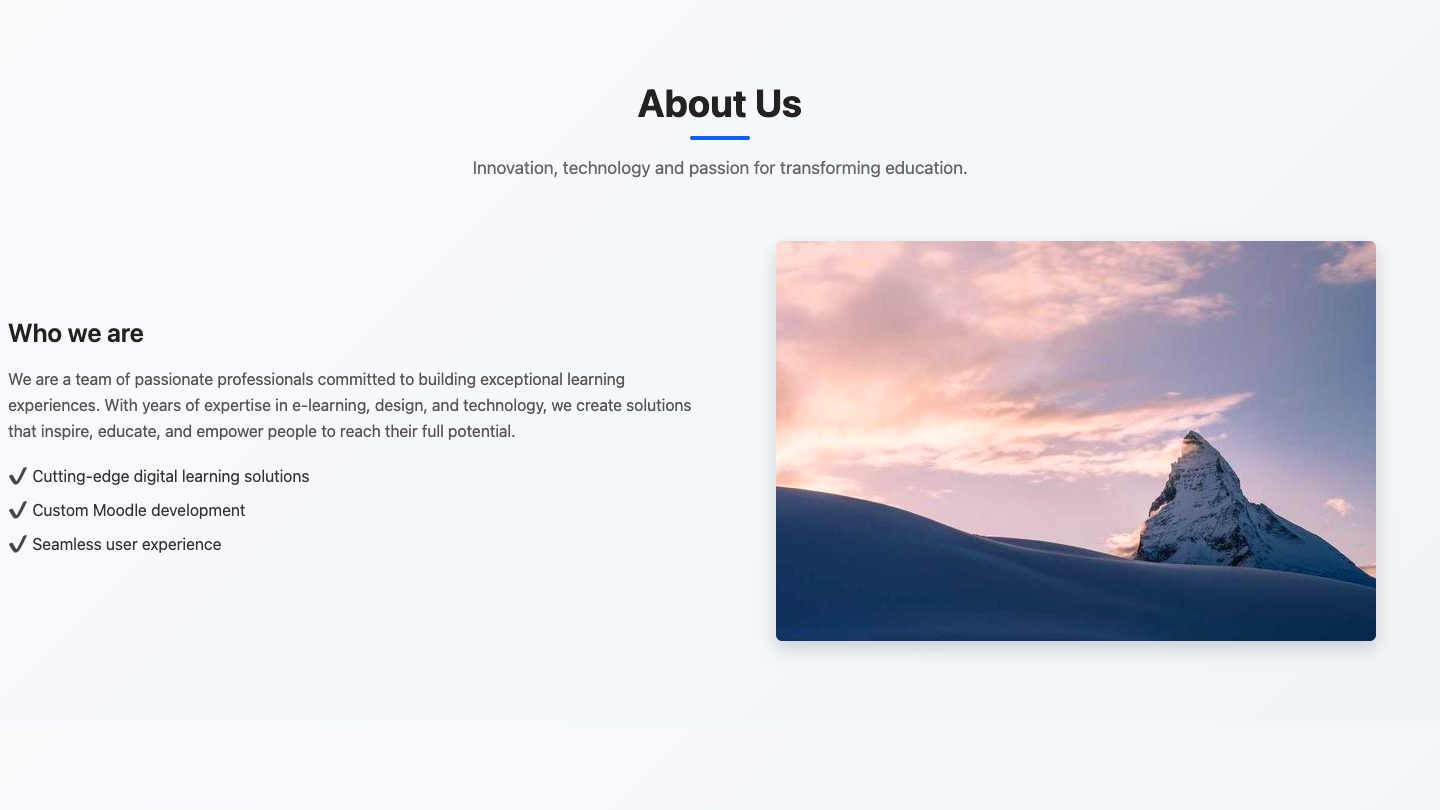 About Us
Innovation, technology and passion for transforming education.
Who we are
We are a team of passionate professionals committed to building exceptional learning
experiences. With years of expertise in e-learning, design, and technology, we create solutions
that inspire, educate, and empower people to reach their full potential.
✔ Cutting-edge digital learning solutions
✔ Custom Moodle development
✔ Seamless user experience